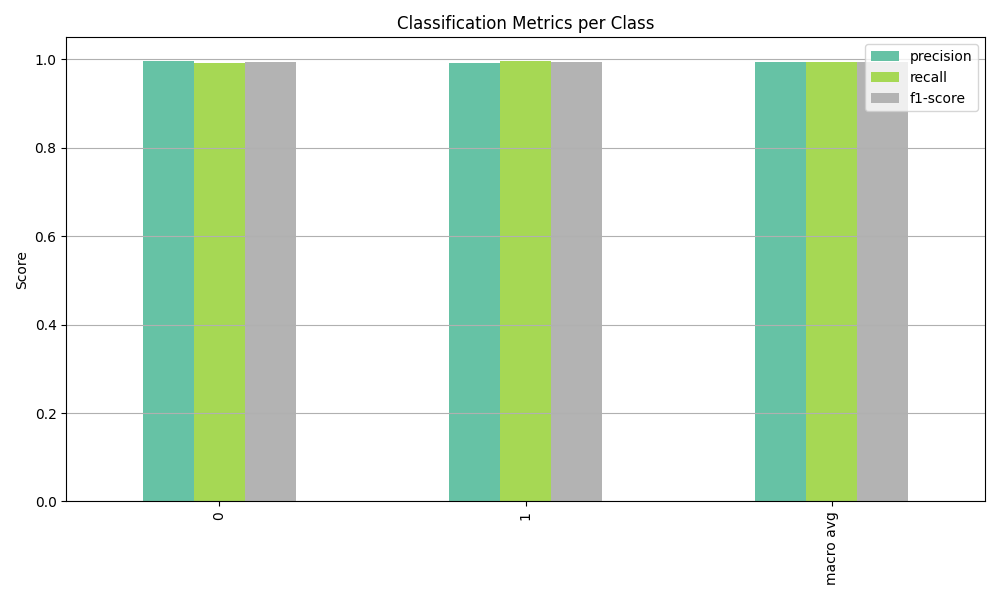 Classification Metrics per Class
precision
recall
f1-score
Score
1.0
0.8
0.6
0.4
0.2
0.0
0
1
macro avg